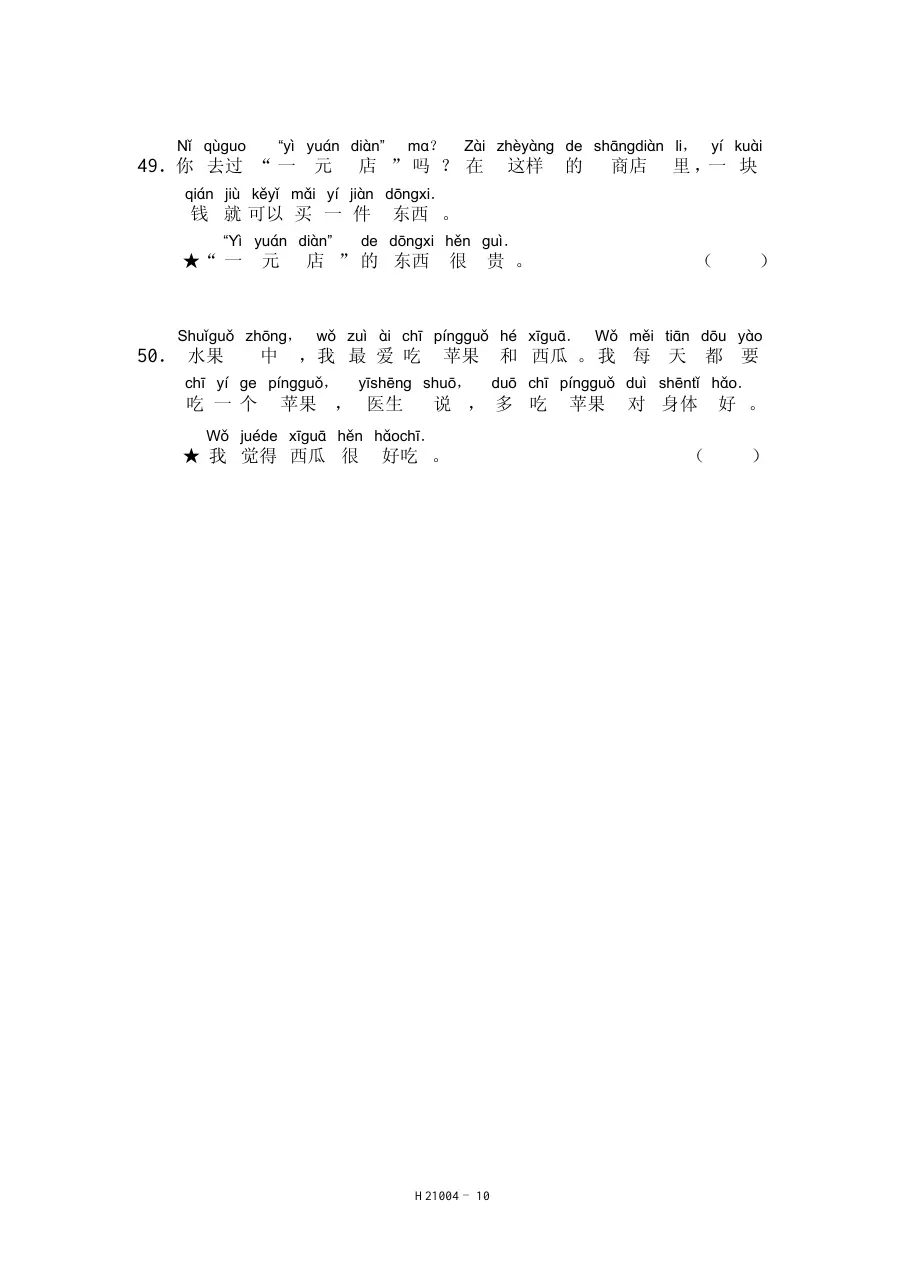 Nǐ qùguo “yì yuán diàn” ma？ Zài zhèyàng de shāngdiàn li， yí kuài
49. 你 去过 “ 一 元 店 ” 吗 ？ 在 这样 的 商店 里 ，一 块
qián jiù kěyǐ mǎi yí jiàn dōngxi．
钱 就 可以 买 一 件 东西 。
“Yì yuán diàn” de dōngxi hěn guì．
★ “ 一 元 店 ” 的 东西 很 贵 。 （ ）
Shuǐguǒ zhōng， wǒ zuì ài chī píngguǒ hé xīguā． Wǒ měi tiān dōu yào
50. 水果 中 ，我 最 爱 吃 苹果 和 西瓜 。我 每 天 都 要
chī yí ge píngguǒ， yīshēng shuō， duō chī píngguǒ duì shēntǐ hǎo．
吃 一 个 苹果 ， 医生 说 ， 多 吃 苹果 对 身体 好 。
Wǒ juéde xīguā hěn hǎochī．
★ 我 觉得 西瓜 很 好吃 。 （ ）
H21004－10